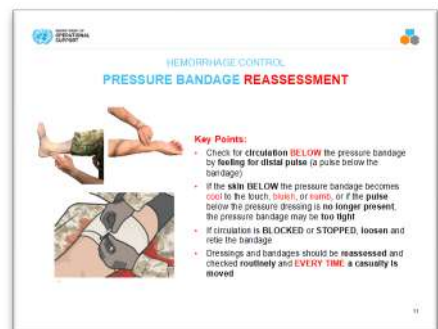 OPERATIONAL
SUPPORT
HEMORRHAGE CONTROL
PRESSURE BANDAGE REASSESSMENT
Key Points:
• Check for circulation BELOW the pressure bandage
by feeling for distal pulse (a pulse below the
bandage)
• If the skin BELOW the pressure bandage becomes
cool to the touch, bluish, or numb, or if the pulse
below the pressure dressing is no longer present,
the pressure bandage may be too tight
• If circulation is BLOCKED or STOPPED, loosen and
retie the bandage
• Dressings and bandages should be reassessed and
checked routinely and EVERY TIME a casualty is
moved